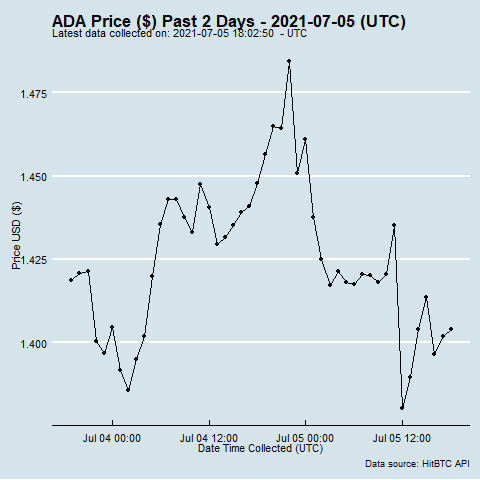 ADA Price ($) Past 2 Days - 2021-07-05 (UTC)
Latest data collected on: 2021-07-05 18:02:50 - UTC
1.475
1.450
1.425
1.400
Price USD ($)
Jul 04 00:00 Jul 04 12:00 Jul 05 00:00 Jul 05 12:00
Date Time Collected (UTC)
Data source: HitBTC API